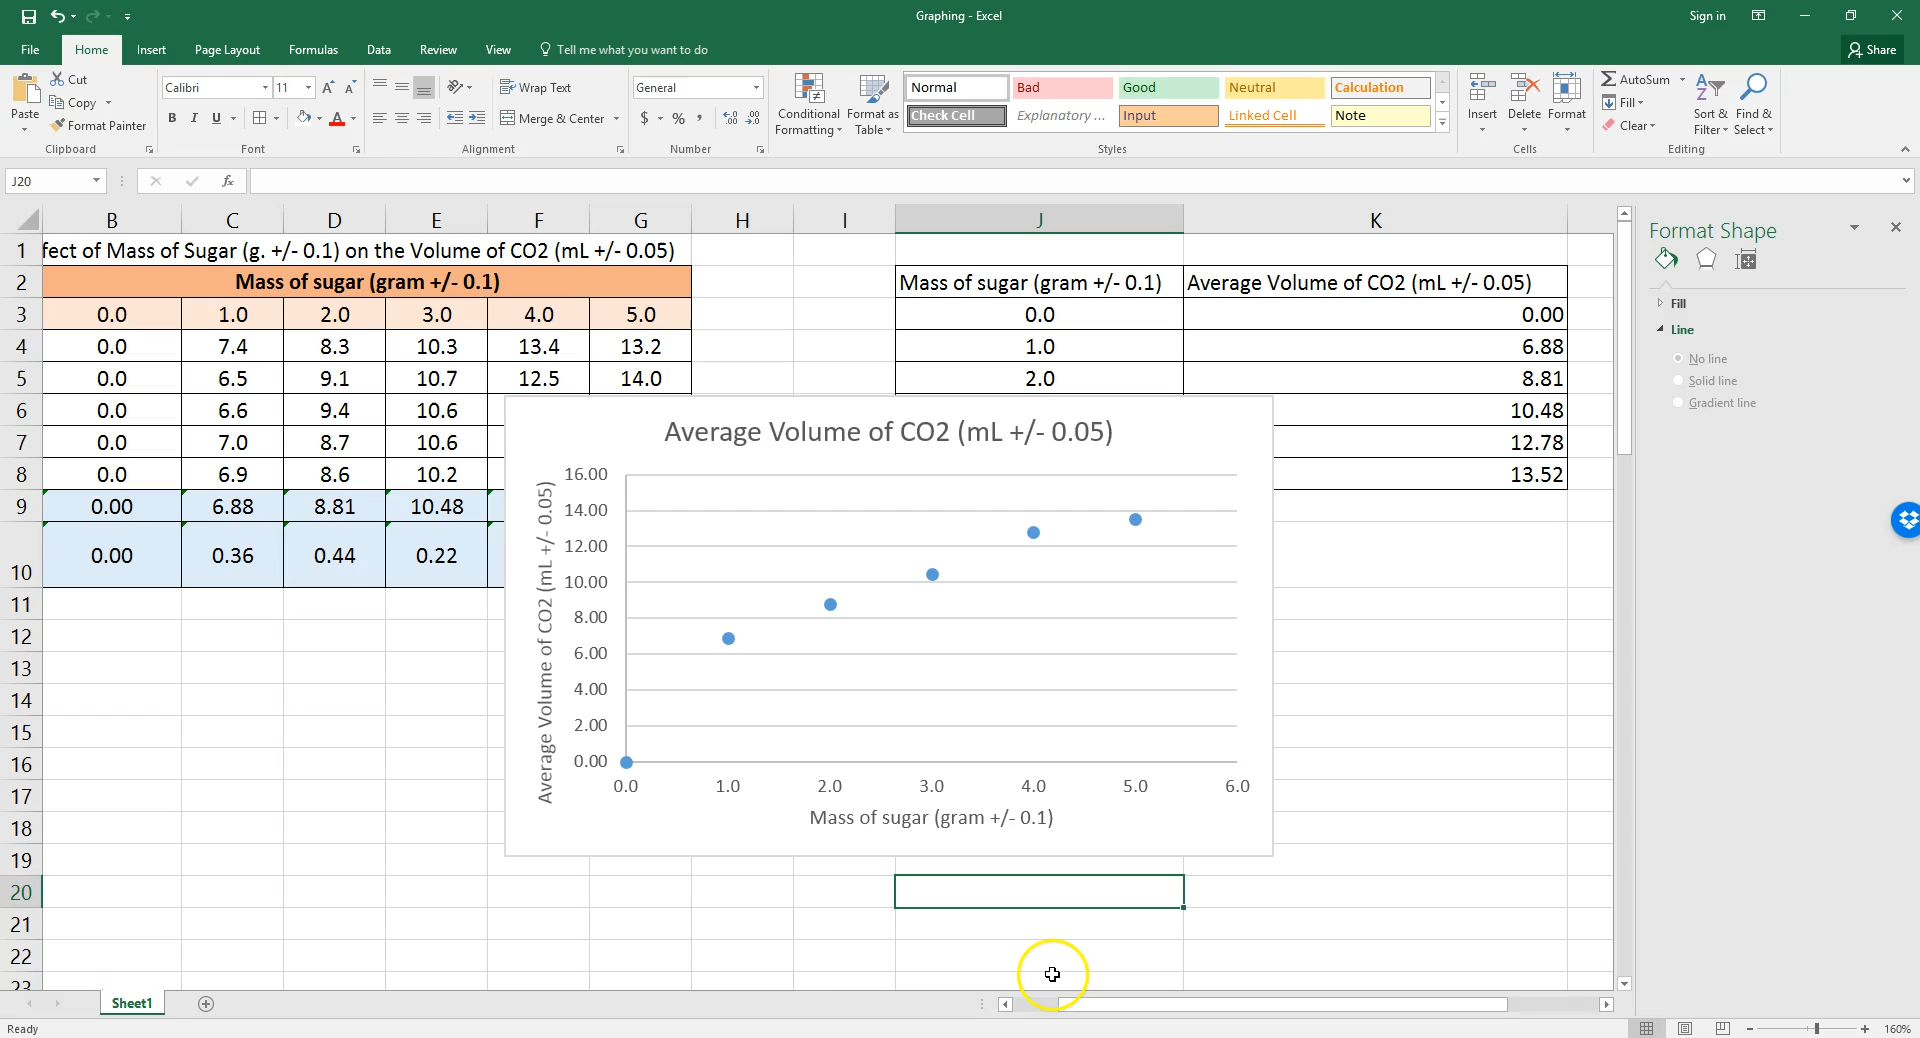 Graphing - Excel
Sign in
File Home Insert Page Layout Formulas Data Review View Tell me what you want to do
Share
Paste
Cut
Copy
Format Painter
Clipboard
Calibri 11
B I U
Font
Wrap Text
Merge & Center
Alignment
General
$ % ,
Number
Conditional Formatting
Format as Table
Normal Bad Good Neutral Calculation
Check Cell Explanatory ... Input Linked Cell Note
Styles
Insert Delete Format
Cells
AutoSum
Fill
Clear
Sort & Filter
Find & Select
Editing
J20
fx
B C D E F G H I J K
1 fect of Mass of Sugar (g. +/- 0.1) on the Volume of CO2 (mL +/- 0.05)
2 Mass of sugar (gram +/- 0.1) Mass of sugar (gram +/- 0.1) Average Volume of CO2 (mL +/- 0.05)
3 0.0 1.0 2.0 3.0 4.0 5.0 0.0 0.00
4 0.0 7.4 8.3 10.3 13.4 13.2 1.0 6.88
5 0.0 6.5 9.1 10.7 12.5 14.0 2.0 8.81
6 0.0 6.6 9.4 10.6 10.48
7 0.0 7.0 8.7 10.6 12.78
8 0.0 6.9 8.6 10.2 13.52
9 0.00 6.88 8.81 10.48
10 0.00 0.36 0.44 0.22
11
12
13
14
15
16
17
18
19
20
21
22
23
Average Volume of CO2 (mL +/- 0.05)
Average Volume of CO2 (mL +/- 0.05)
16.00
14.00
12.00
10.00
8.00
6.00
4.00
2.00
0.00
0.0 1.0 2.0 3.0 4.0 5.0 6.0
Mass of sugar (gram +/- 0.1)
Format Shape
Fill
Line
No line
Solid line
Gradient line
Sheet1
Ready
160%